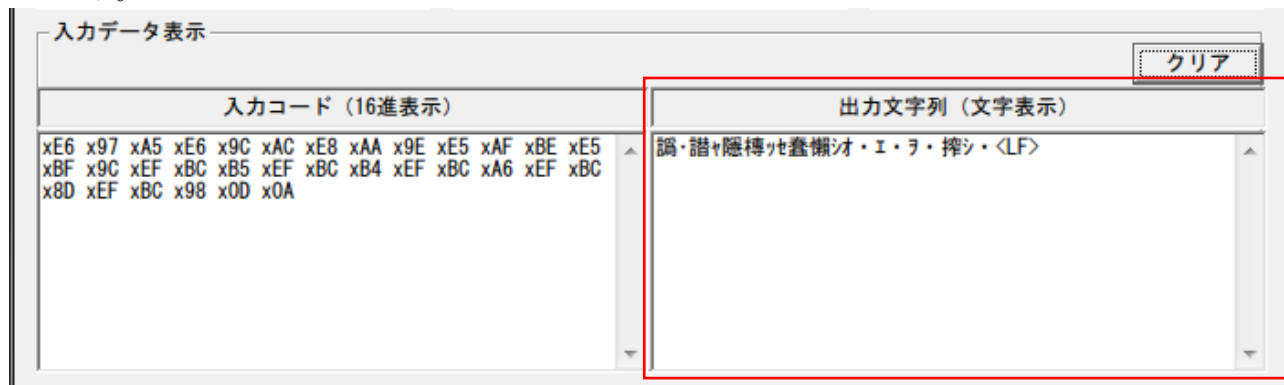 入力データ表示
クリア
入力コード（16進表示）
出力文字列（文字表示）
xE6 x97 xA5 xE6 x9C xAC xE8 xAA x9E xE5 xAF xBE xE5
xBF x9C xEF xBC xB5 xEF xBC xB4 xEF xBC xA6 xEF xBC
x8D xEF xBC x98 x0D x0A
譌･譛ｬ隱槫ｯｾ蠢懶ｼｵ・ｴ・ｦ・搾ｼ・<LF>